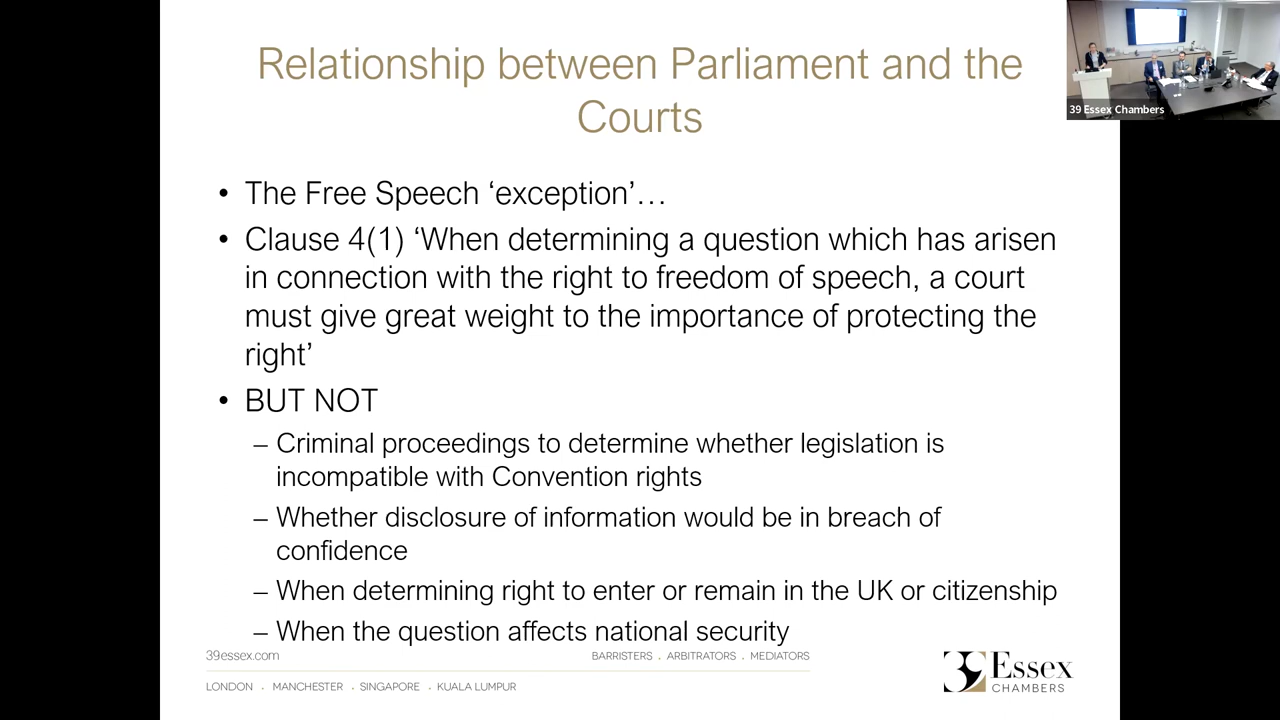 Relationship between Parliament and the
Courts
39 Essex Chambers
• The Free Speech ‘exception’…
• Clause 4(1) ‘When determining a question which has arisen
in connection with the right to freedom of speech, a court
must give great weight to the importance of protecting the
right’
• BUT NOT
– Criminal proceedings to determine whether legislation is
incompatible with Convention rights
– Whether disclosure of information would be in breach of
confidence
– When determining right to enter or remain in the UK or citizenship
– When the question affects national security
39essex.com
BARRISTERS . ARBITRATORS . MEDIATORS
LONDON . MANCHESTER . SINGAPORE . KUALA LUMPUR
39 Essex
CHAMBERS